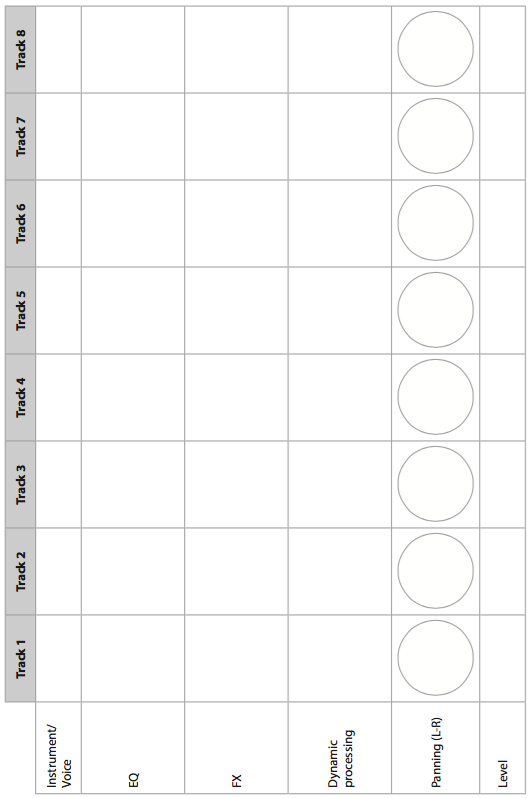 Track 1
Track 2
Track 3
Track 4
Track 5
Track 6
Track 7
Track 8
Instrument/
Voice
EQ
FX
Dynamic
processing
Panning (L-R)
Level